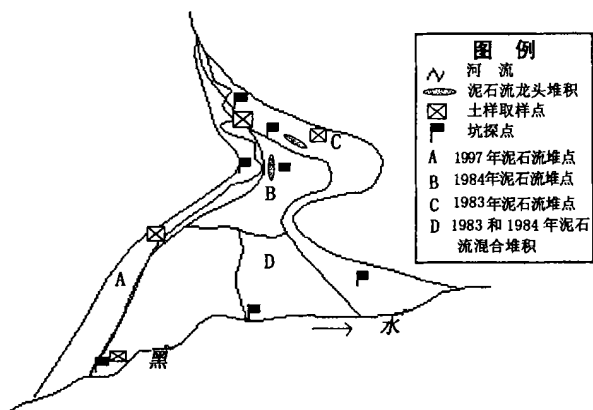 图 例
河 流
泥石流龙头堆积
土样取样点
坑探点
A 1997年泥石流堆点
B 1984年泥石流堆点
C 1983年泥石流堆点
D 1983和1984年泥石
流混合堆积
C
B
D
A
黑
水